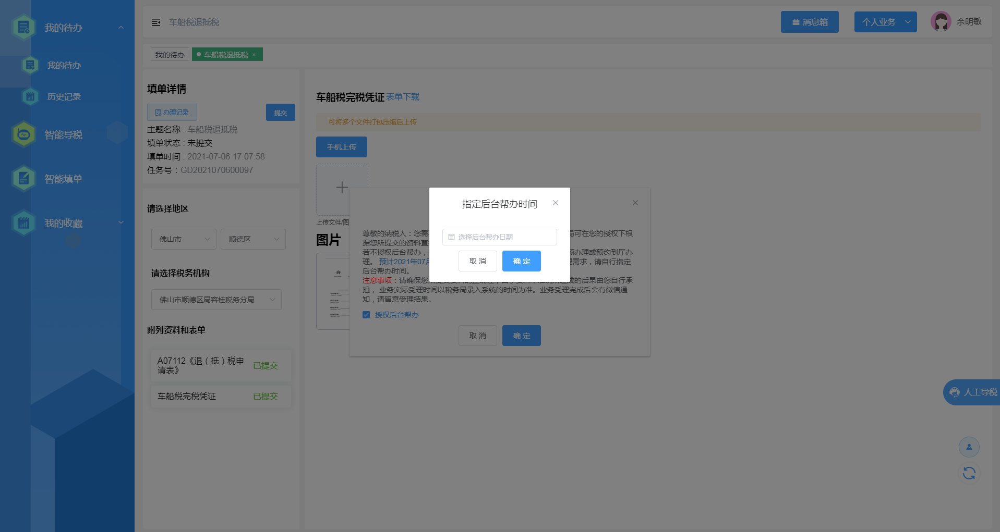 我的待办
我的待办
历史记录
智能导税
智能填单
我的收藏
车船税退抵税
消息箱
个人业务
余明敏
我的待办
车船税退抵税 ×
填单详情
办理记录
提交
主题名称 : 车船税退抵税
填单状态 : 未提交
填单时间 : 2021-07-06 17:07:58
任务号：GD2021070600097
请选择地区
佛山市
顺德区
请选择税务机构
佛山市顺德区局容桂税务分局
附列资料和表单
A07112《退（抵）税申
请表》
已提交
车船税完税凭证
已提交
车船税完税凭证 表单下载
可将多个文件打包压缩后上传
手机上传
上传文件/图
图片
指定后台帮办时间
选择后台帮办日期
取 消
确 定
尊敬的纳税人：您需
局可在您的授权下根
据您所提交的资料直
若不授权后台帮办，
办理或预约到厅办
理。 预计2021年07月
理需求，请自行指定
后台帮办时间。
注意事项：请确保您
成的后果由您自行承
担， 业务实际受理时间以税务局录入系统的时间为准。业务受理完成后会有微信通
知，请留意受理结果。
授权后台帮办
取 消
确 定
人工导税